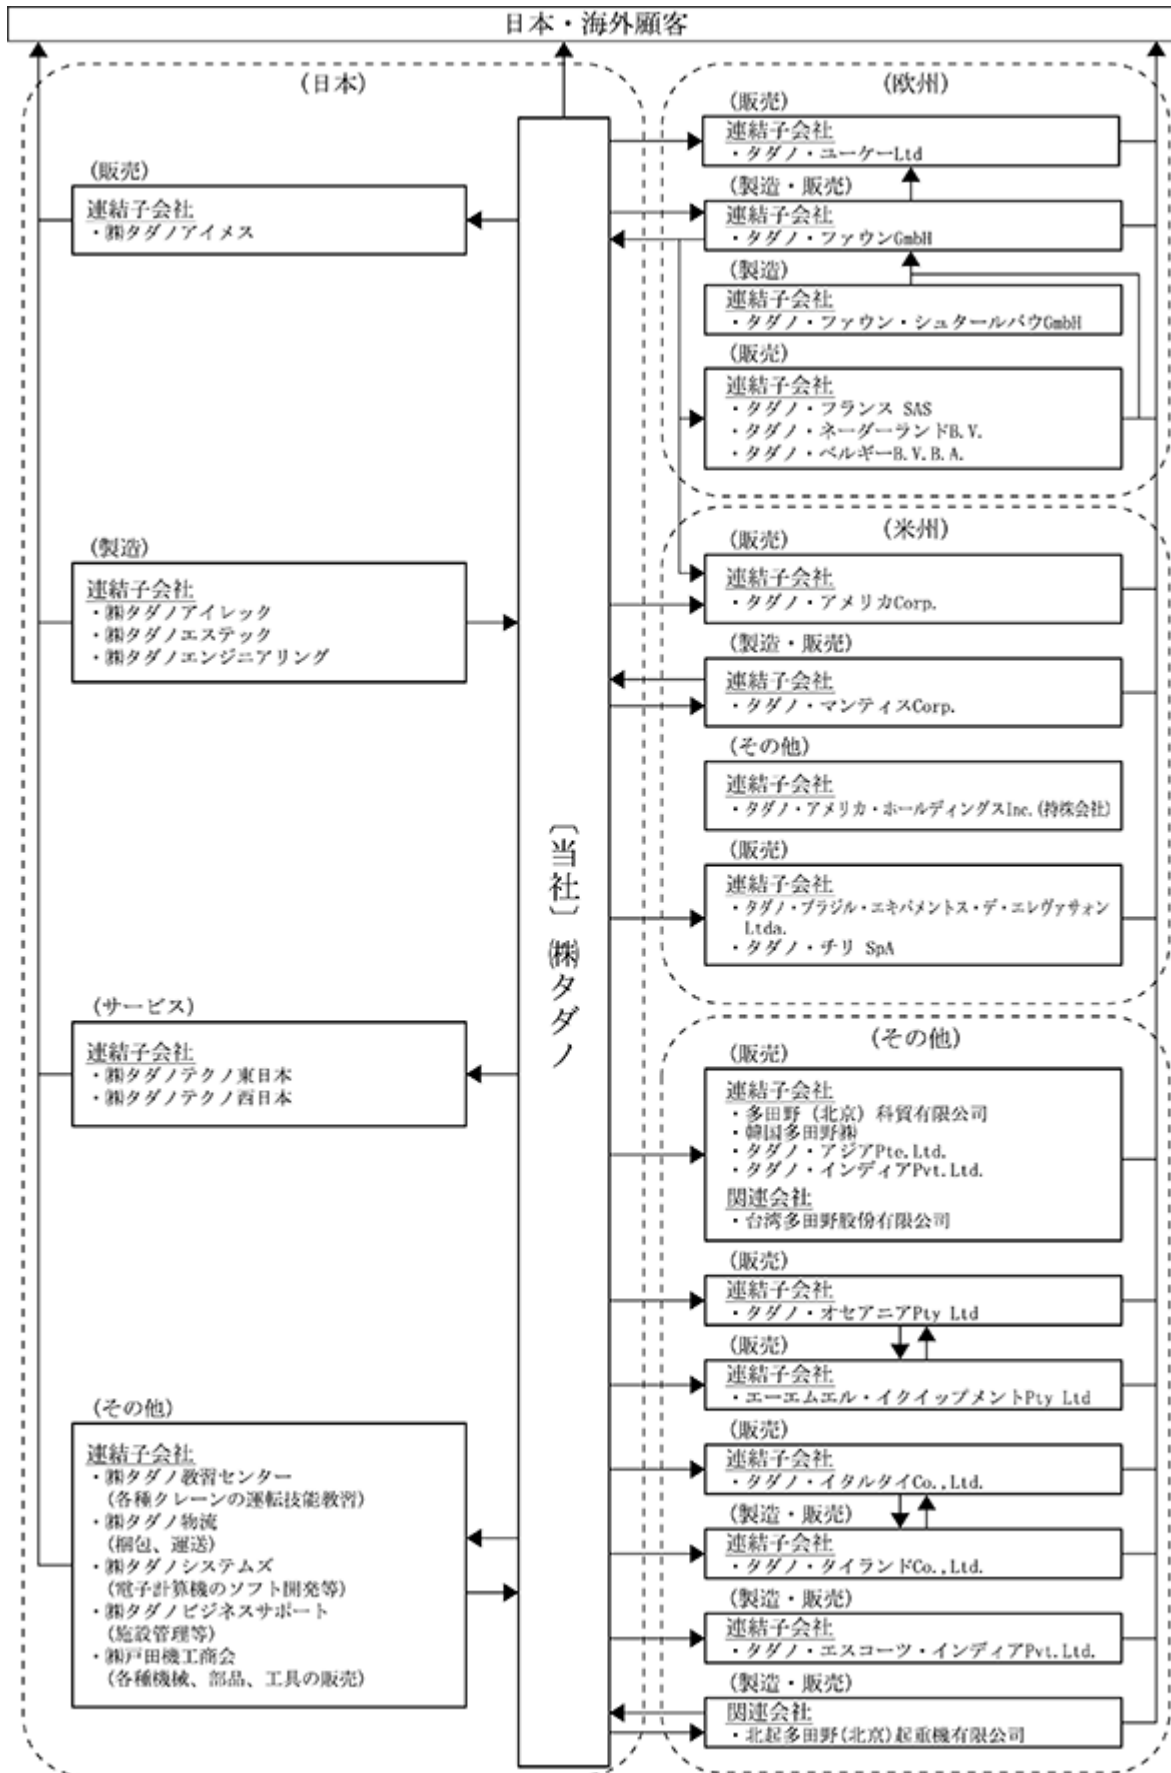 日本・海外顧客
(日本)
(販売)
連結子会社
・㈱タダノアイメス
(製造)
連結子会社
・㈱タダノアイレック
・㈱タダノエステック
・㈱タダノエンジニアリング
(サービス)
連結子会社
・㈱タダノテクノ東日本
・㈱タダノテクノ西日本
(その他)
連結子会社
・㈱タダノ教習センター
(各種クレーンの運転技能教習)
・㈱タダノ物流
(梱包、運送)
・㈱タダノシステムズ
(電子計算機のソフト開発等)
・㈱タダノビジネスサポート
(施設管理等)
・㈱戸田機工商会
(各種機械、部品、工具の販売)
〔当社〕㈱タダノ
(欧州)
(販売)
連結子会社
・タダノ・ユーケーLtd
(製造・販売)
連結子会社
・タダノ・ファウンGmbH
(製造)
連結子会社
・タダノ・ファウン・シュタールバウGmbH
(販売)
連結子会社
・タダノ・フランス SAS
・タダノ・ネーダーランドB.V.
・タダノ・ベルギーB.V.B.A.
(米州)
(販売)
連結子会社
・タダノ・アメリカCorp.
(製造・販売)
連結子会社
・タダノ・マンティスCorp.
(その他)
連結子会社
・タダノ・アメリカ・ホールディングスInc.(持株会社)
(販売)
連結子会社
・タダノ・ブラジル・エキパメントス・デ・エレヴァサォン
Ltda.
・タダノ・チリ SpA
(その他)
(販売)
連結子会社
・多田野（北京）科貿有限公司
・韓国多田野㈱
・タダノ・アジアPte.Ltd.
・タダノ・インディアPvt.Ltd.
関連会社
・台湾多田野股份有限公司
(販売)
連結子会社
・タダノ・オセアニアPty Ltd
(販売)
連結子会社
・エーエムエル・イクイップメントPty Ltd
(販売)
連結子会社
・タダノ・イタルタイCo.,Ltd.
(製造・販売)
連結子会社
・タダノ・タイランドCo.,Ltd.
(製造・販売)
連結子会社
・タダノ・エスコーツ・インディアPvt.Ltd.
(製造・販売)
関連会社
・北起多田野(北京)起重機有限公司